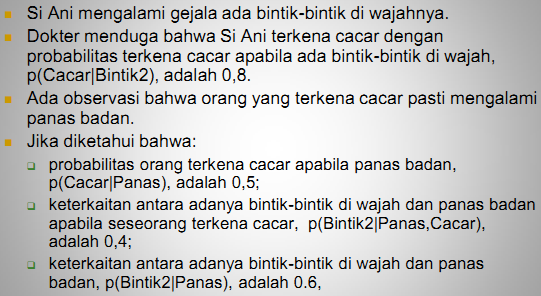 Si Ani mengalami gejala ada bintik-bintik di wajahnya.
Dokter menduga bahwa Si Ani terkena cacar dengan
probabilitas terkena cacar apabila ada bintik-bintik di wajah,
p(Cacar|Bintik2), adalah 0,8.
Ada observasi bahwa orang yang terkena cacar pasti mengalami
panas badan.
Jika diketahui bahwa:
probabilitas orang terkena cacar apabila panas badan,
p(Cacar|Panas), adalah 0,5;
keterkaitan antara adanya bintik-bintik di wajah dan panas badan
apabila seseorang terkena cacar, p(Bintik2|Panas,Cacar),
adalah 0,4;
keterkaitan antara adanya bintik-bintik di wajah dan panas
badan, p(Bintik2|Panas), adalah 0.6,